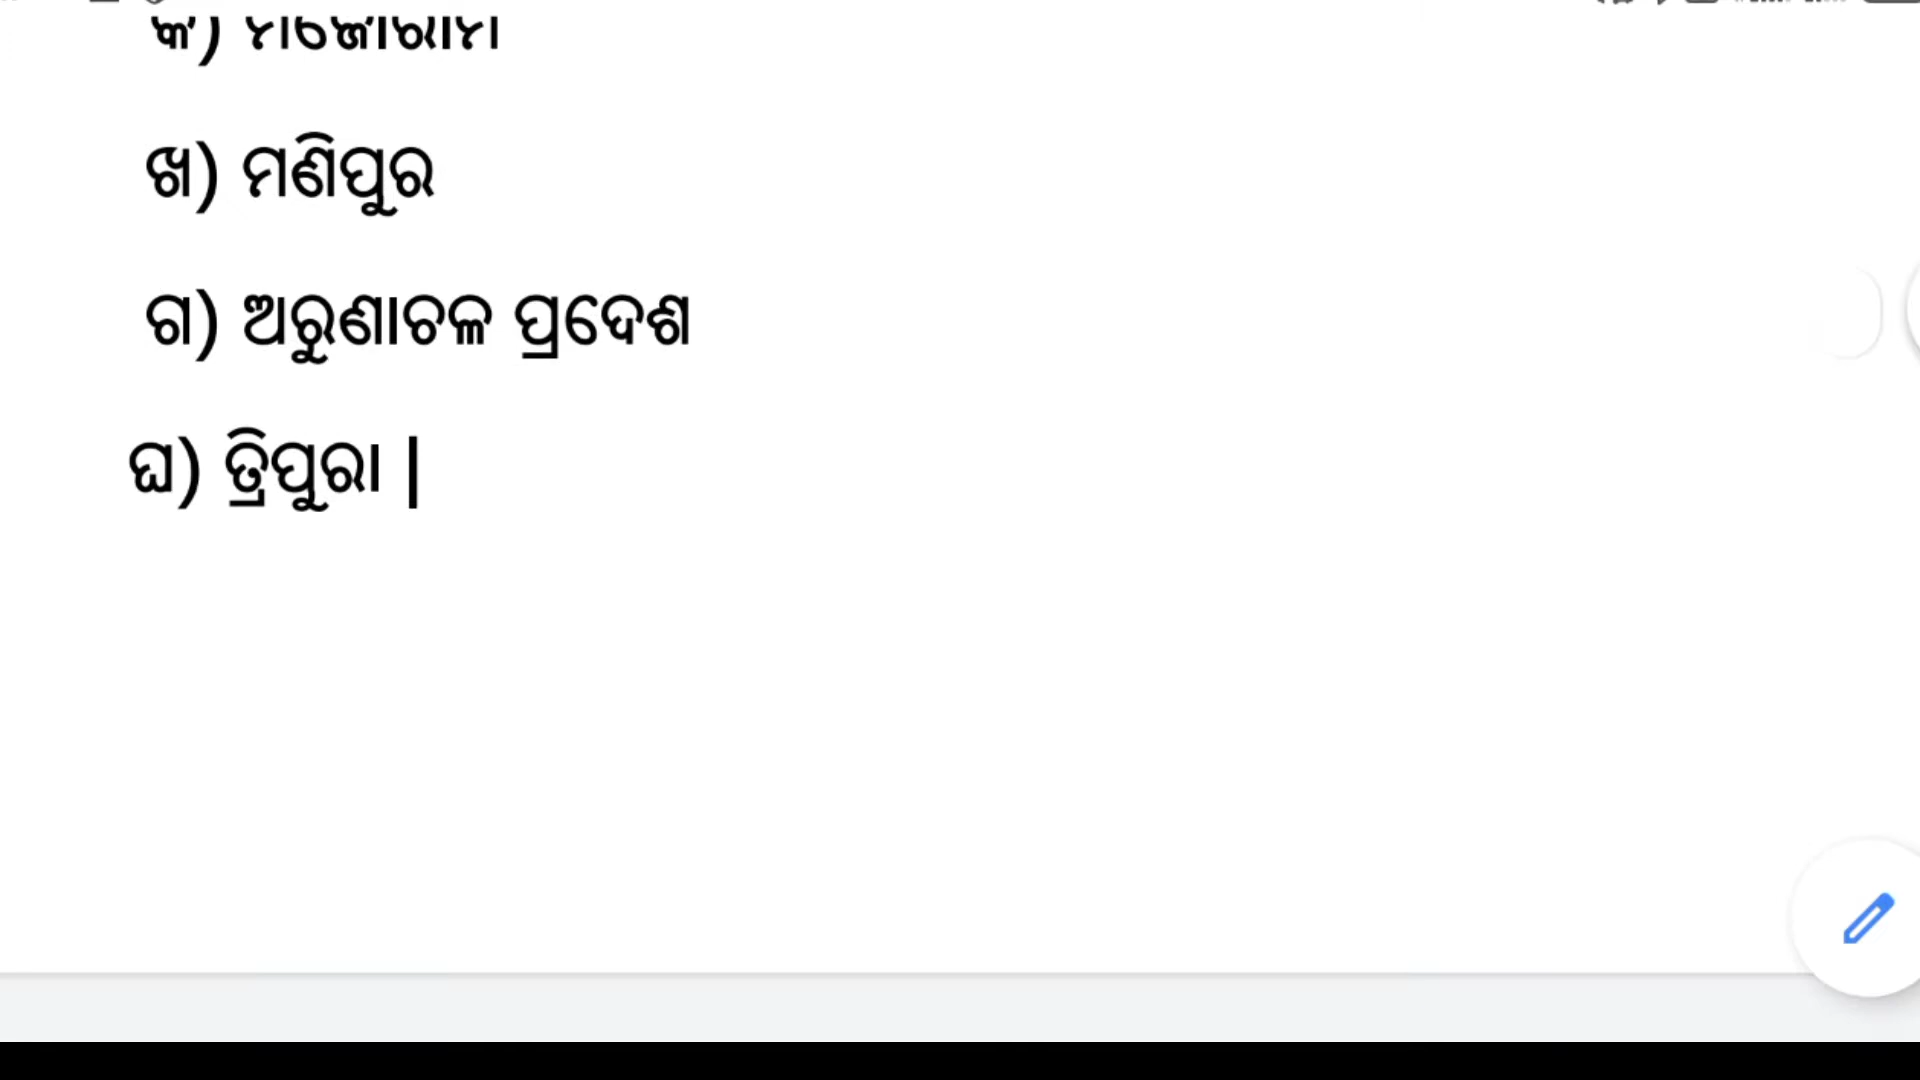 କ) ମିଜୋରାମ
ଖ) ମଣିପୁର
ଗ) ଅରୁଣାଚଳ ପ୍ରଦେଶ
ଘ) ତ୍ରିପୁରା |